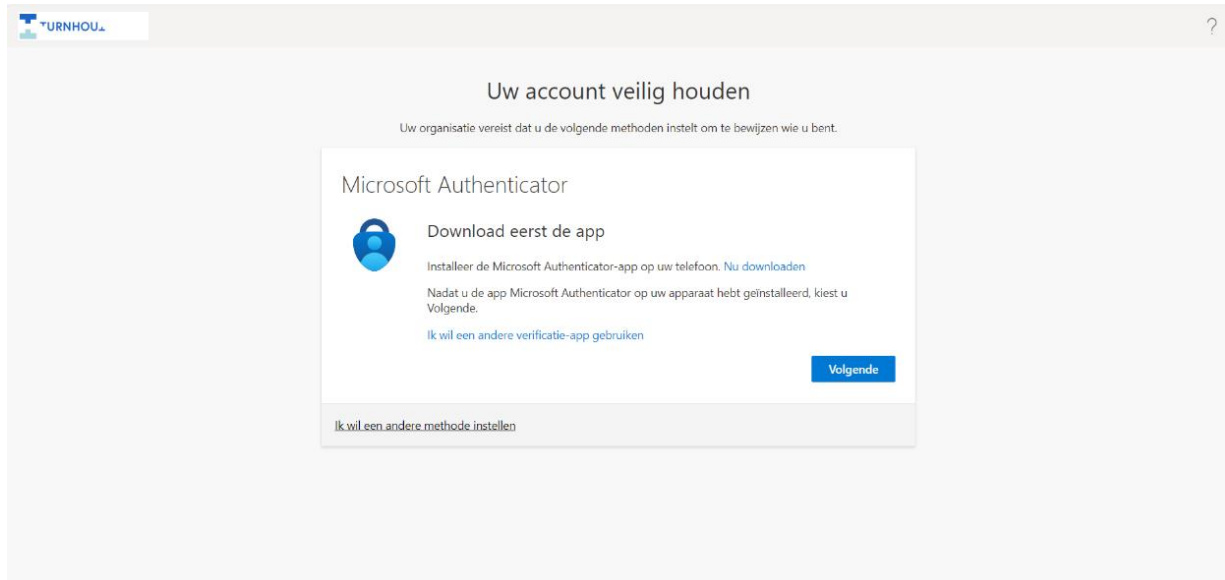 TURNHOUT
?
Uw account veilig houden
Uw organisatie vereist dat u de volgende methoden instelt om te bewijzen wie u bent.
Microsoft Authenticator
Download eerst de app
Installeer de Microsoft Authenticator-app op uw telefoon. Nu downloaden
Nadat u de app Microsoft Authenticator op uw apparaat hebt geïnstalleerd, kiest u
Volgende.
Ik wil een andere verificatie-app gebruiken
Volgende
Ik wil een andere methode instellen